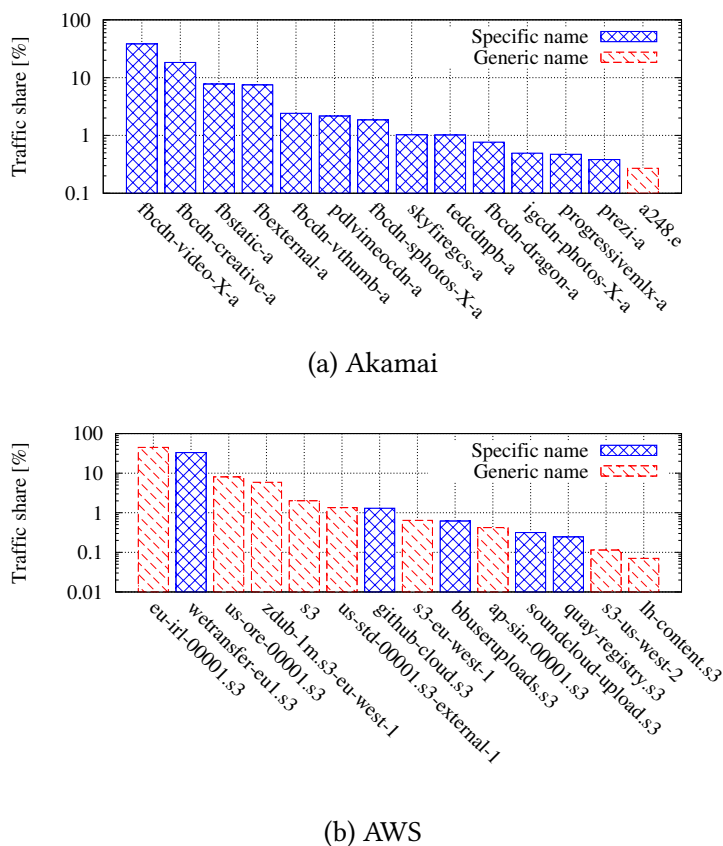 Traffic share [%]
100
10
1
0.1
Specific name
Generic name
fbcdn-video-X-a
fbcdn-creative-a
fbstatic-a
fbexternal-a
fbcdn-vthumb-a
pdlvimeocdn-a
fbcdn-sphotos-X-a
skyfiregcs-a
tedcdnpb-a
fbcdn-dragon-a
igcdn-photos-X-a
progressivemlx-a
prezi-a
a248.e
(a) Akamai
Traffic share [%]
100
10
1
0.1
0.01
Specific name
Generic name
eu-irl-00001.s3
wetransfer-eu1.s3
us-ore-00001.s3
zdub-1m.s3-eu-west-1
s3
us-std-00001.s3-external-1
github-cloud.s3
s3-eu-west-1
bbuseruploads.s3
ap-sin-00001.s3
soundcloud-upload.s3
quay-registry.s3
s3-us-west-2
lh-content.s3
(b) AWS